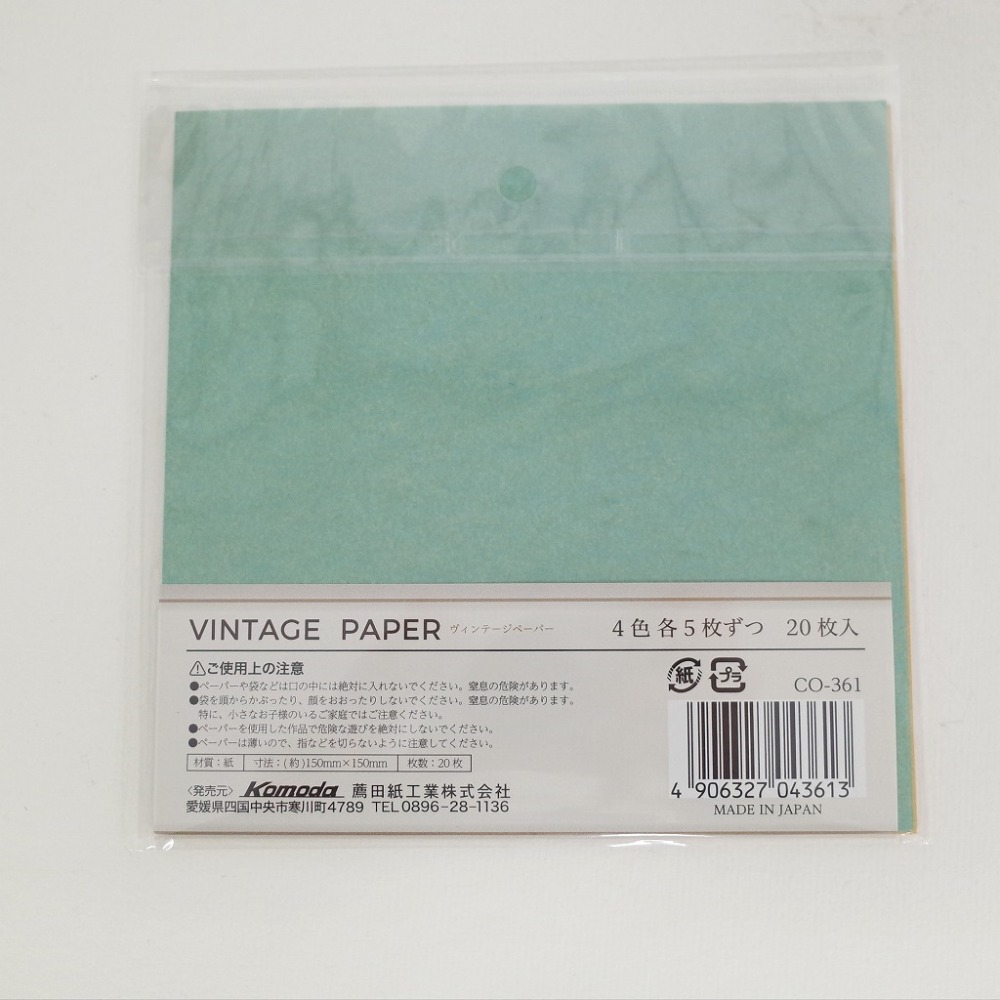 VINTAGE PAPER ヴィンテージペーパー 4色各5枚ずつ 20枚入
⚠ご使用上の注意
●ペーパーや袋などは口の中には絶対に入れないでください。窒息の危険があります。
●袋を頭からかぶったり、顔をおおったりしないでください。窒息の危険があります。
特に、小さなお子様のいるご家庭ではご注意ください。
●ペーパーを使用した作品で危険な遊びを絶対にしないでください。
●ペーパーは薄いので、指などを切らないように注意してください。
材質:紙 寸法:(約)150mm×150mm 枚数:20枚
〈発売元〉 Komoda 薦田紙工業株式会社
愛媛県四国中央市寒川町4789 TEL0896-28-1136
紙 プラ
CO-361
4 906327 043613
MADE IN JAPAN